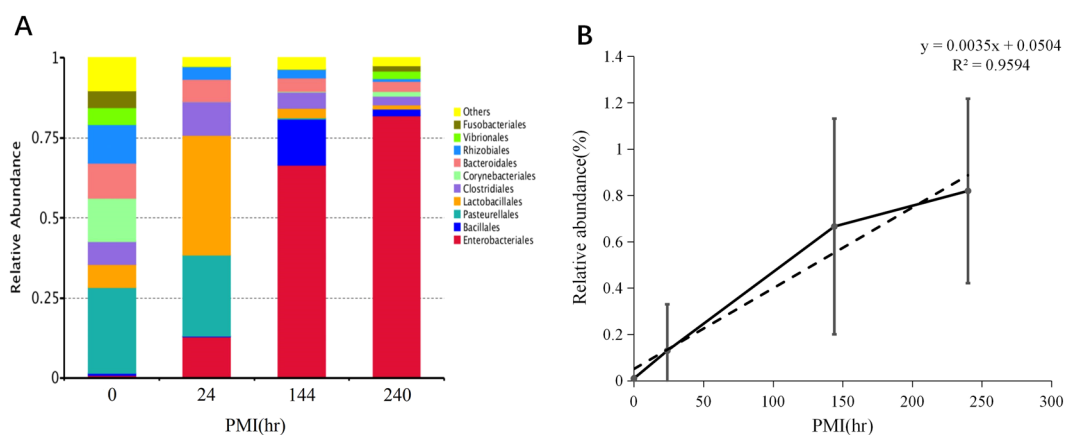 A
Relative Abundance
1
0.75
0.5
0.25
0
0
24
144
240
PMI(hr)
Others
Fusobacteriales
Vibrionales
Rhizobiales
Bacteroidales
Corynebacteriales
Clostridiales
Lactobacillales
Pasteurellales
Bacillales
Enterobacteriales
B
y = 0.0035x + 0.0504
R² = 0.9594
Relative abundance(%)
1.4
1.2
1
0.8
0.6
0.4
0.2
0
0
50
100
150
200
250
300
PMI(hr)